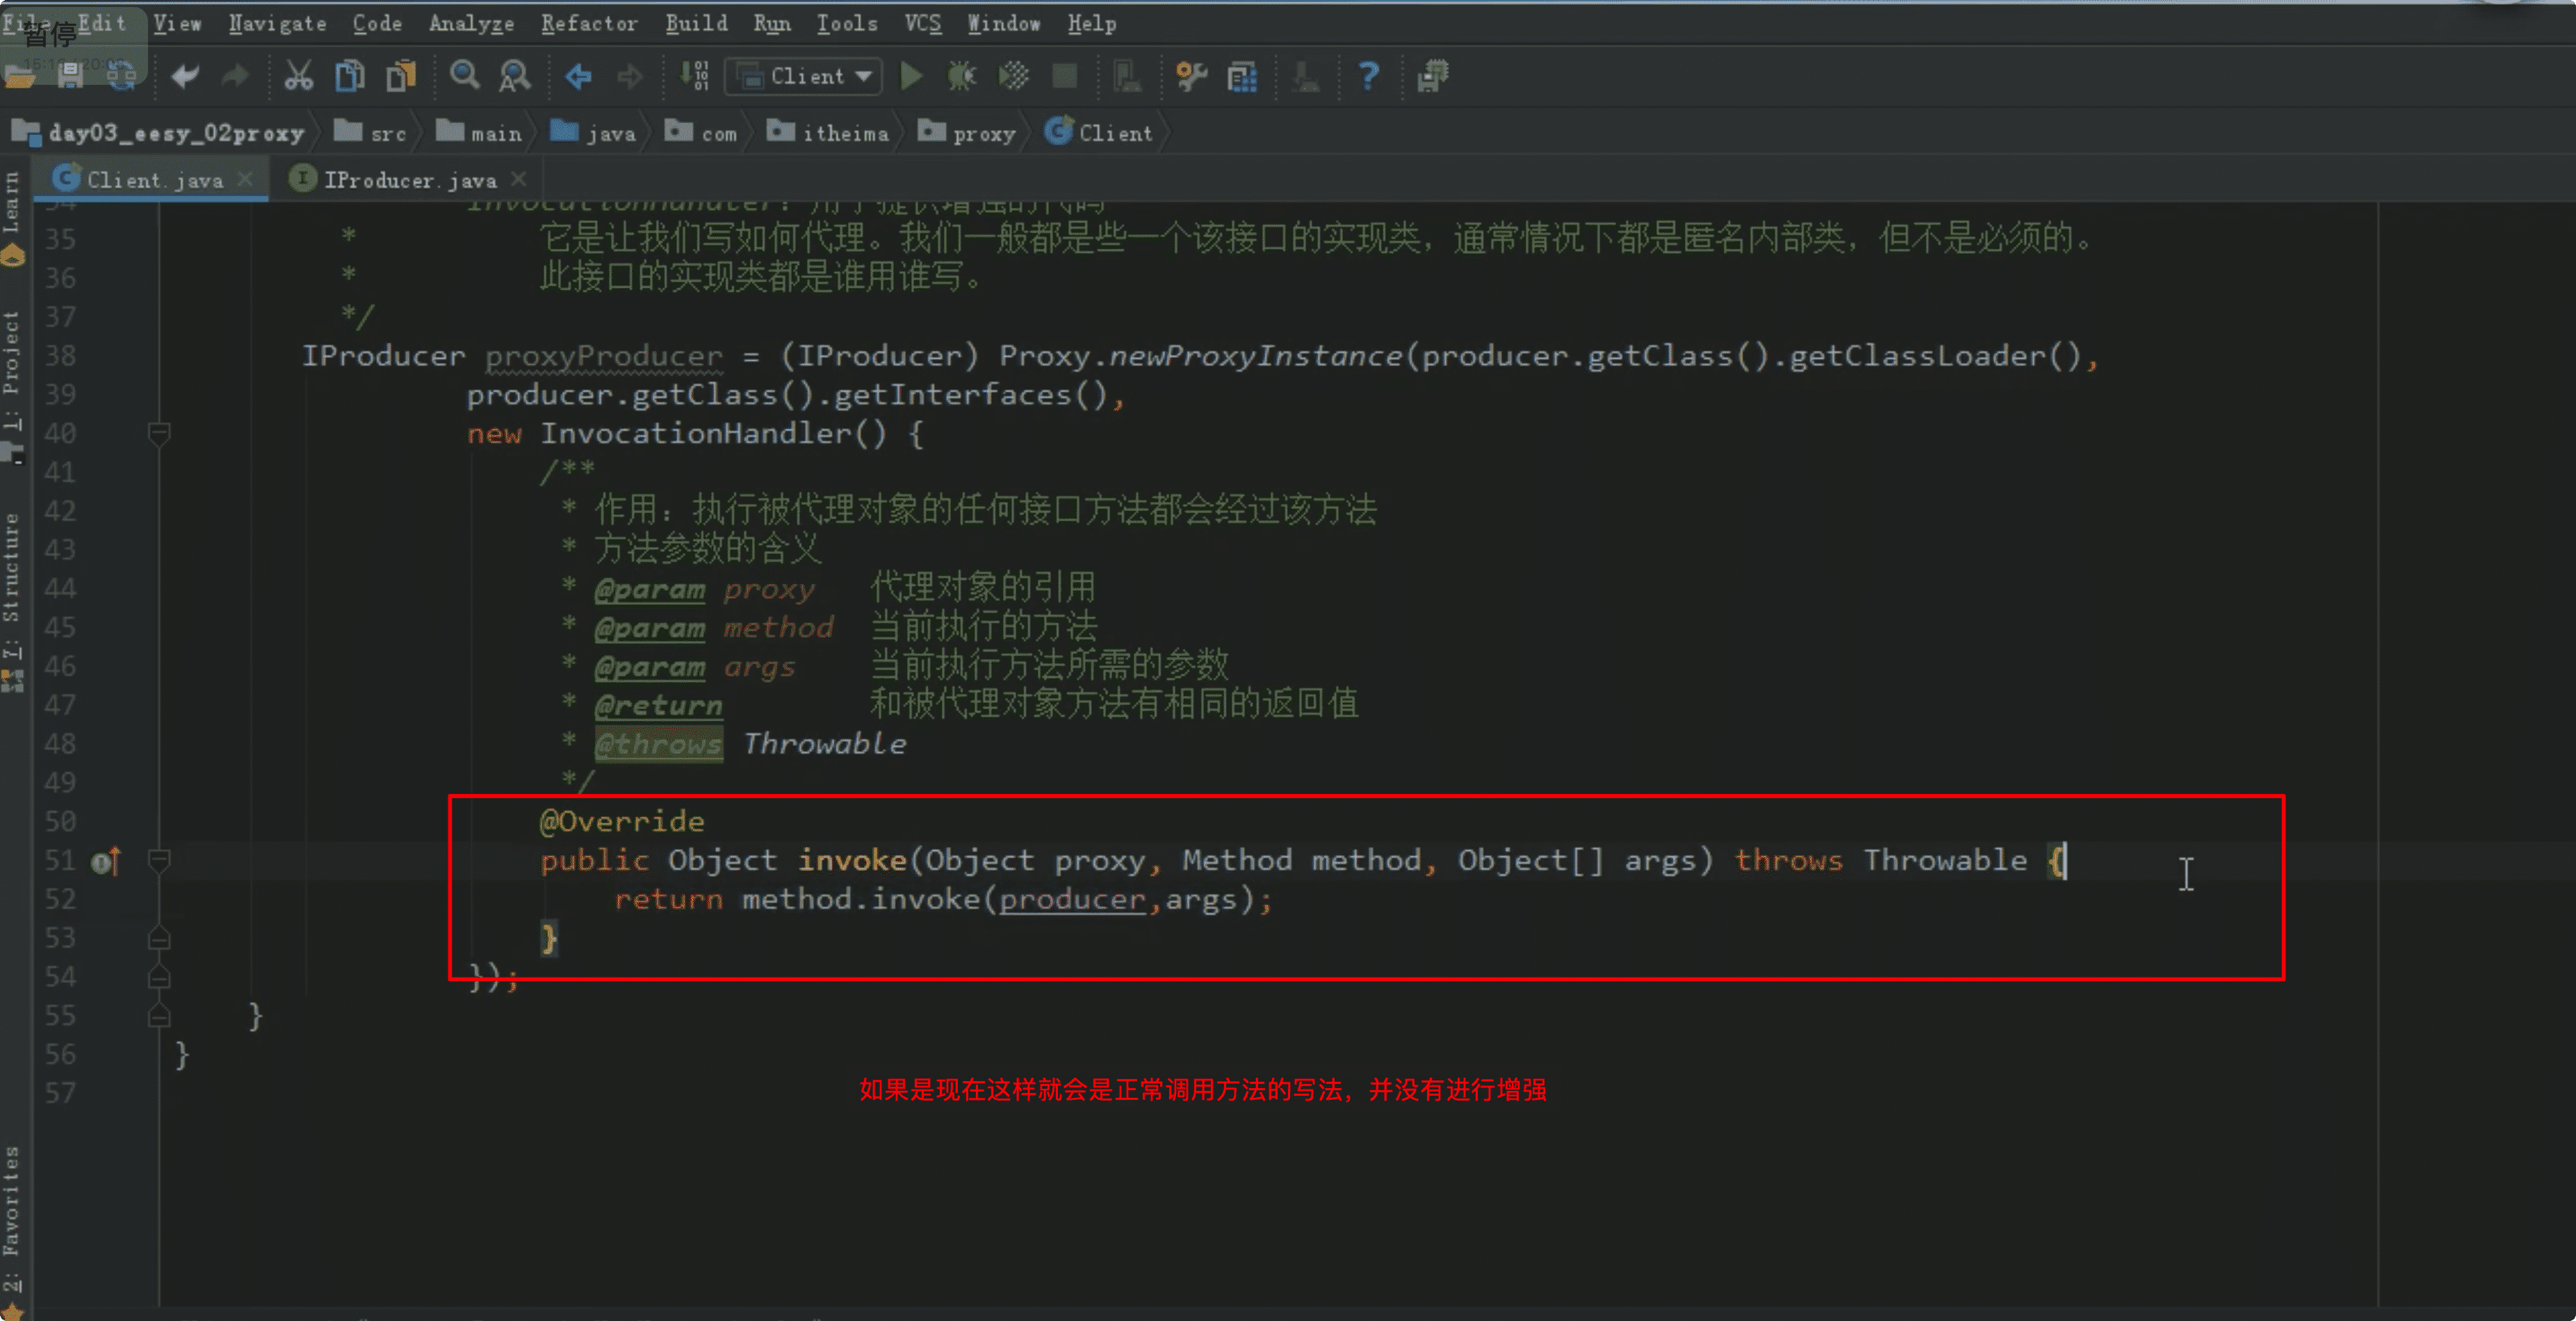 File Edit View Navigate Code Analyze Refactor Build Run Tools VCS Window Help
暂停
Client
day03_eesy_02proxy src main java com itheima proxy Client
Client.java IProducer.java
Learn
1: Project
7: Structure
2: Favorites
34 InvocationHandler：用于提供增强的代码
35 * 它是让我们写如何代理。我们一般都是些一个该接口的实现类，通常情况下都是匿名内部类，但不是必须的。
36 * 此接口的实现类都是谁用谁写。
37 */
38 IProducer proxyProducer = (IProducer) Proxy.newProxyInstance(producer.getClass().getClassLoader(),
39 producer.getClass().getInterfaces(),
40 new InvocationHandler() {
41 /**
42 * 作用：执行被代理对象的任何接口方法都会经过该方法
43 * 方法参数的含义
44 * @param proxy 代理对象的引用
45 * @param method 当前执行的方法
46 * @param args 当前执行方法所需的参数
47 * @return 和被代理对象方法有相同的返回值
48 * @throws Throwable
49 */
50 @Override
51 public Object invoke(Object proxy, Method method, Object[] args) throws Throwable {
52 return method.invoke(producer,args);
53 }
54 });
55 }
56 }
57
如果是现在这样就会是正常调用方法的写法，并没有进行增强